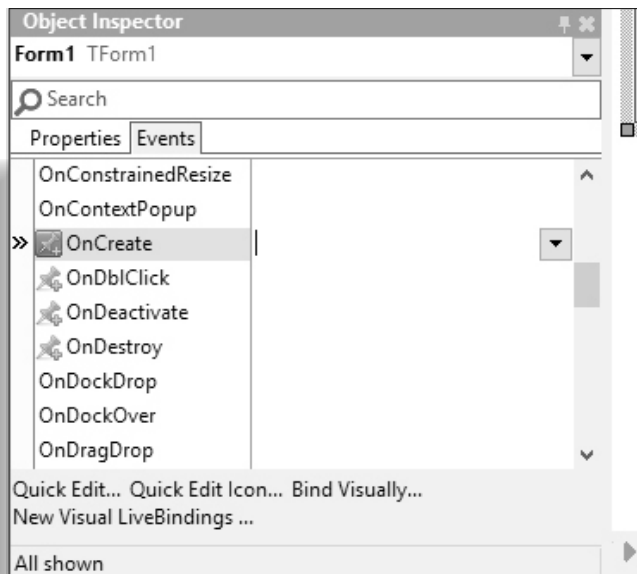 Object Inspector
Form1 TForm1
Search
Properties Events
OnConstrainedResize
OnContextPopup
OnCreate
OnDblClick
OnDeactivate
OnDestroy
OnDockDrop
OnDockOver
OnDragDrop
Quick Edit... Quick Edit Icon... Bind Visually...
New Visual LiveBindings ...
All shown